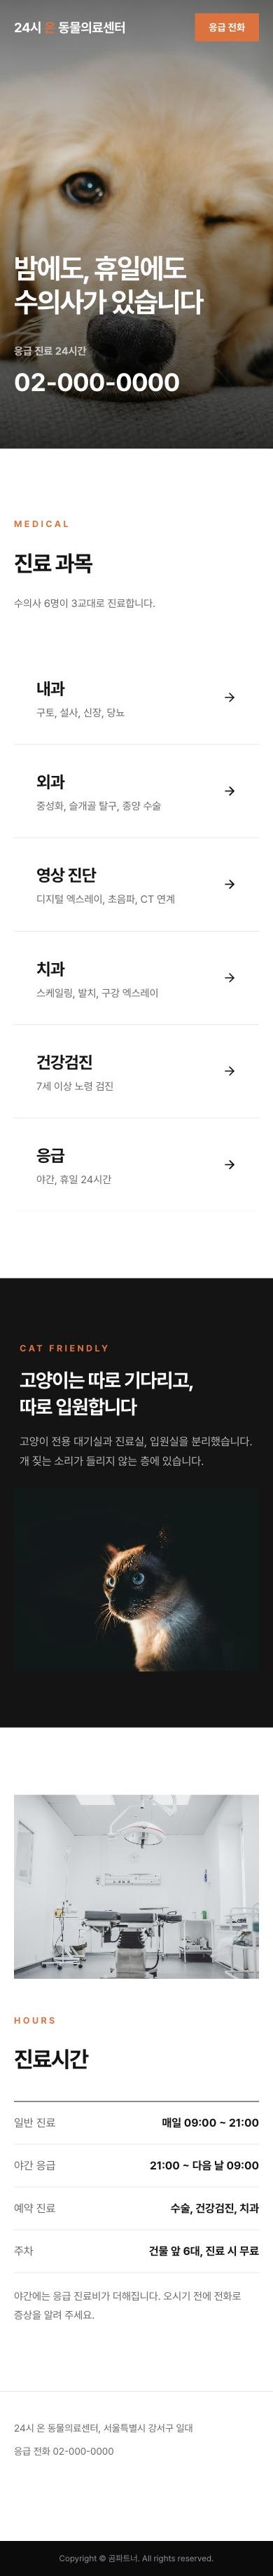 24시 온 동물의료센터
응급 전화
밤에도, 휴일에도
수의사가 있습니다
응급 진료 24시간
02-000-0000
MEDICAL
진료 과목
수의사 6명이 3교대로 진료합니다.
내과
구토, 설사, 신장, 당뇨
외과
중성화, 슬개골 탈구, 종양 수술
영상 진단
디지털 엑스레이, 초음파, CT 연계
치과
스케일링, 발치, 구강 엑스레이
건강검진
7세 이상 노령 검진
응급
야간, 휴일 24시간
CAT FRIENDLY
고양이는 따로 기다리고,
따로 입원합니다
고양이 전용 대기실과 진료실, 입원실을 분리했습니다.
개 짖는 소리가 들리지 않는 층에 있습니다.
HOURS
진료시간
일반 진료 매일 09:00 ~ 21:00
야간 응급 21:00 ~ 다음 날 09:00
예약 진료 수술, 건강검진, 치과
주차 건물 앞 6대, 진료 시 무료
야간에는 응급 진료비가 더해집니다. 오시기 전에 전화로
증상을 알려 주세요.
24시 온 동물의료센터, 서울특별시 강서구 일대
응급 전화 02-000-0000
Copyright © 곰파트너. All rights reserved.